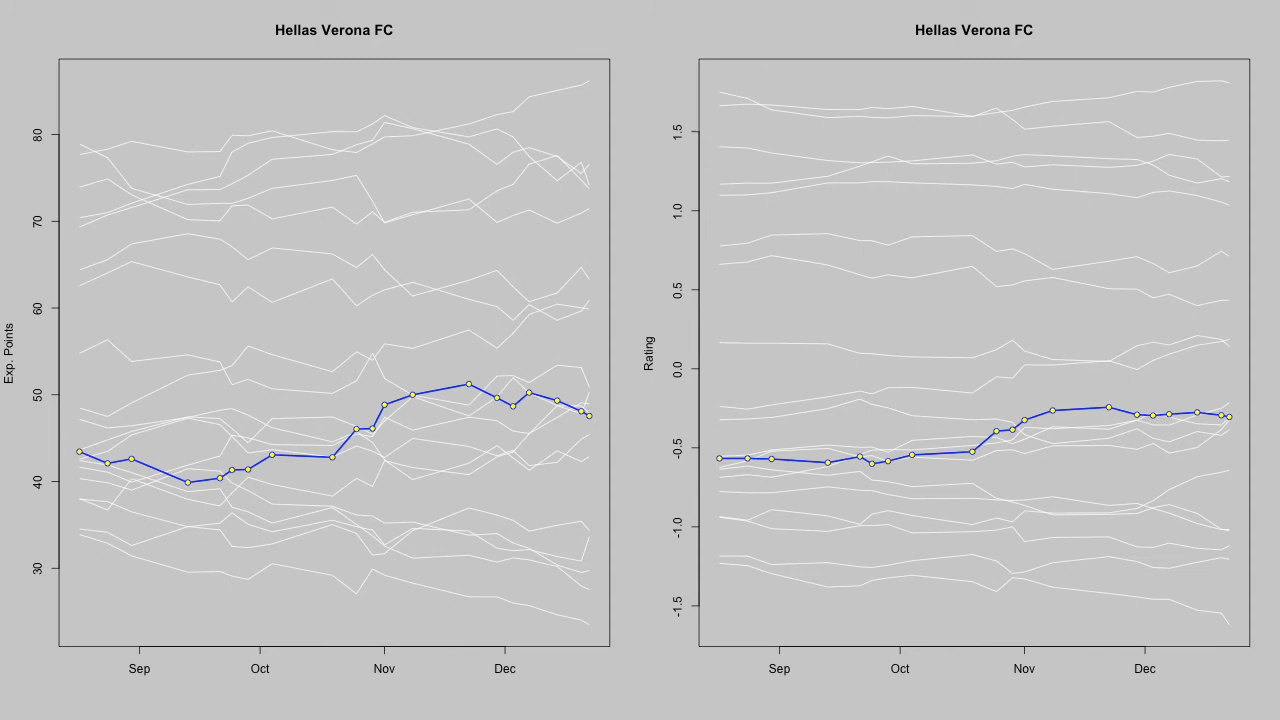 Hellas Verona FC
Exp. Points
80
70
60
50
40
30
Sep Oct Nov Dec
Hellas Verona FC
Rating
1.5
1.0
0.5
0.0
-0.5
-1.0
-1.5
Sep Oct Nov Dec